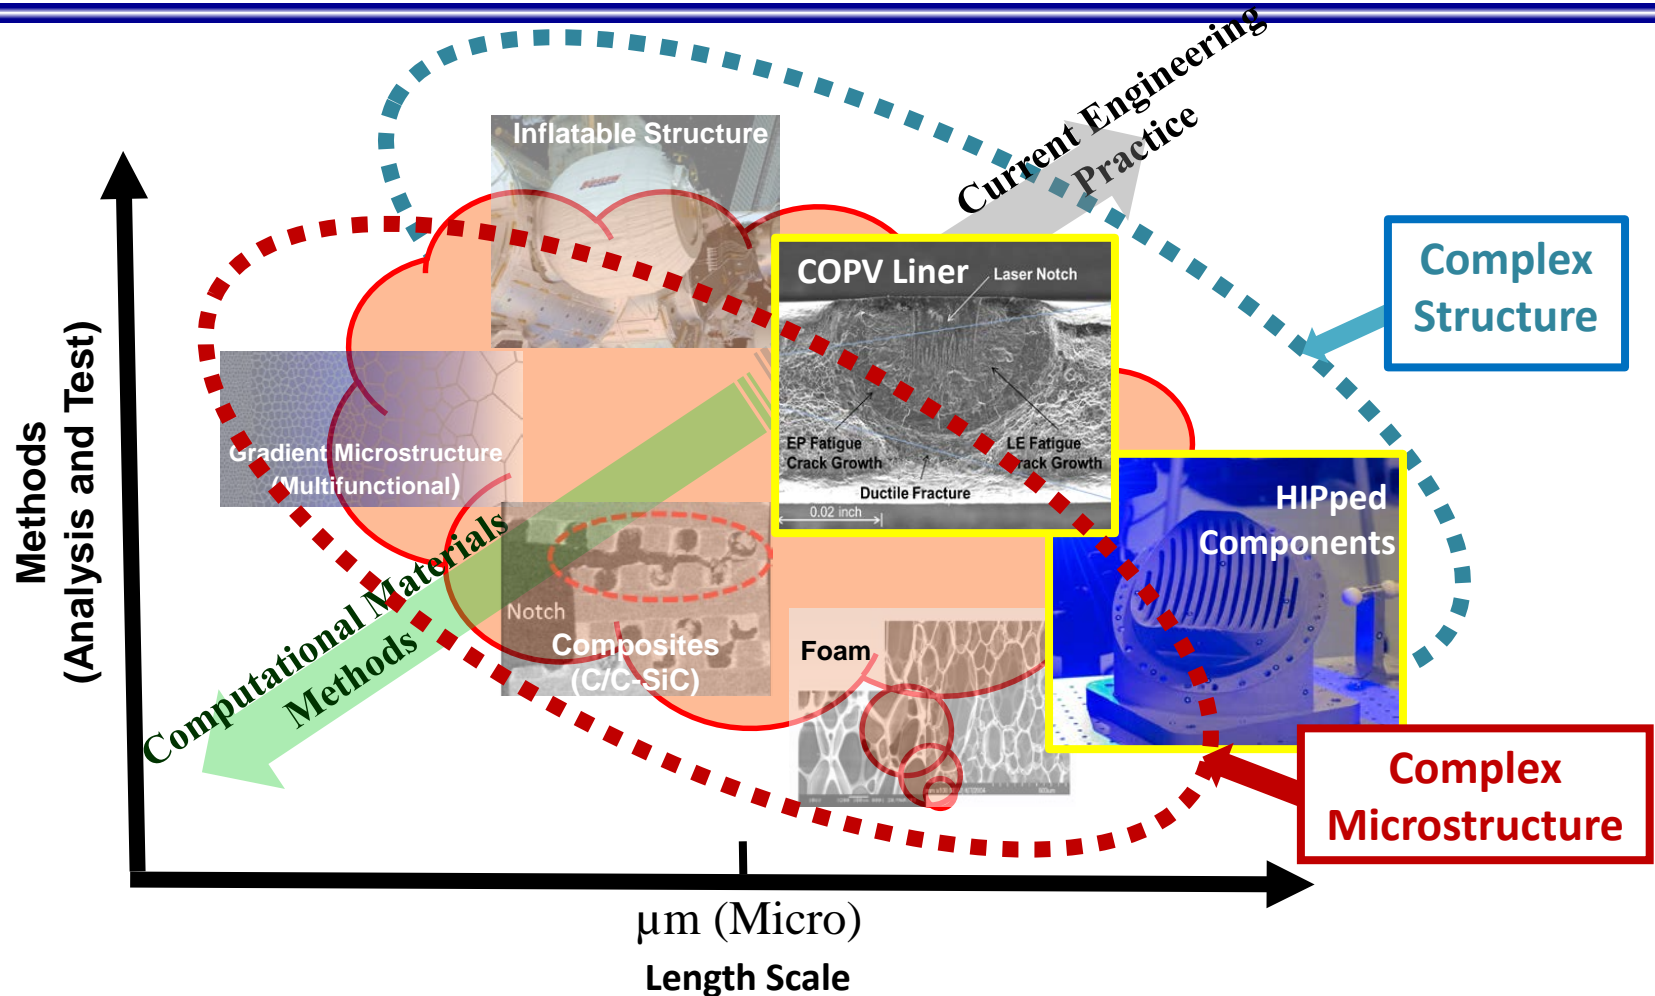 Current Engineering
Practice
Inflatable Structure
COPV Liner
Laser Notch
EP Fatigue
Crack Growth
LE Fatigue
Crack Growth
Ductile Fracture
0.02 inch
Complex
Structure
Methods
(Analysis and Test)
Gradient Microstructure
(Multifunctional)
HIPped
Components
Computational Materials
Methods
Notch
Composites
(C/C-SiC)
Foam
Complex
Microstructure
µm (Micro)
Length Scale